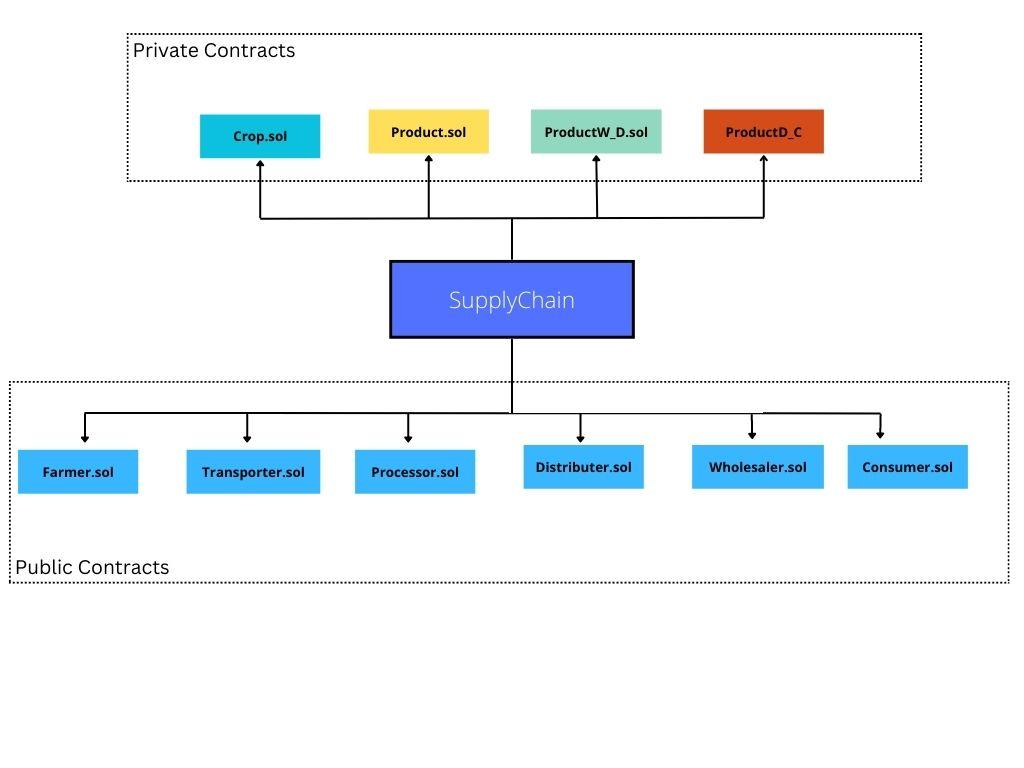 Private Contracts
Crop.sol
Product.sol
ProductW_D.sol
ProductD_C
SupplyChain
Farmer.sol
Transporter.sol
Processor.sol
Distributer.sol
Wholesaler.sol
Consumer.sol
Public Contracts